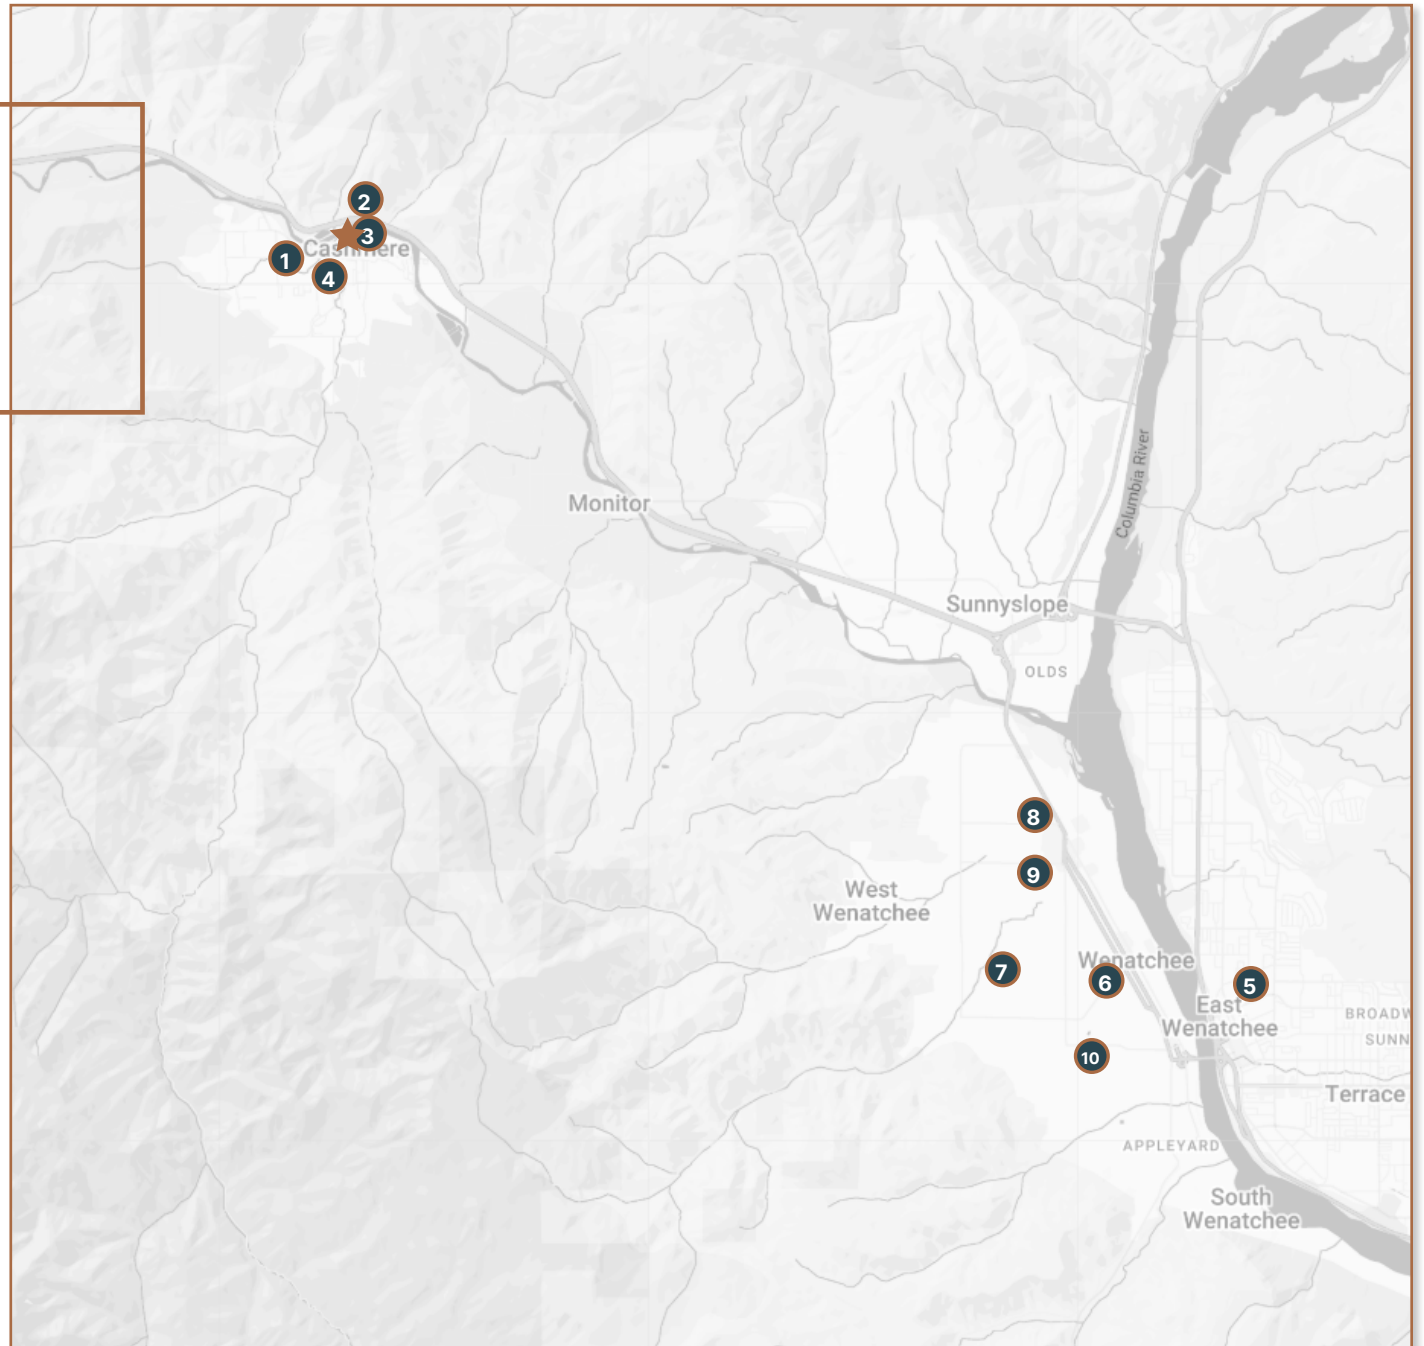 2
3
Cashmere
1
4
Columbia River
Monitor
Sunnyslope
OLDS
8
9
West
Wenatchee
Wenatchee
7
6
5
East
Wenatchee
BROADW
SUNN
10
Terrace
APPLEYARD
South
Wenatchee